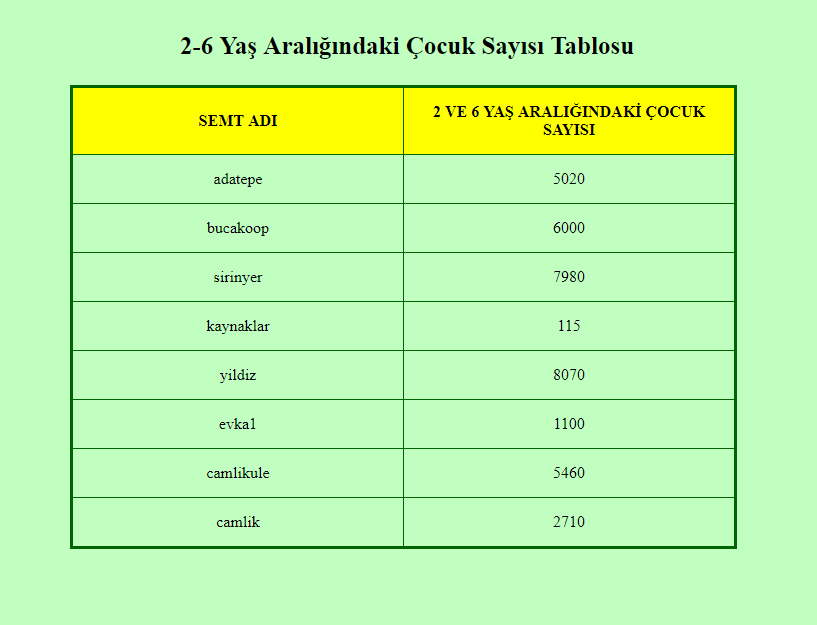 2-6 Yaş Aralığındaki Çocuk Sayısı Tablosu
SEMT ADI
2 VE 6 YAŞ ARALIĞINDAKİ ÇOCUK
SAYISI
adatepe 5020
bucakoop 6000
sirinyer 7980
kaynaklar 115
yildiz 8070
evka1 1100
camlikule 5460
camlik 2710